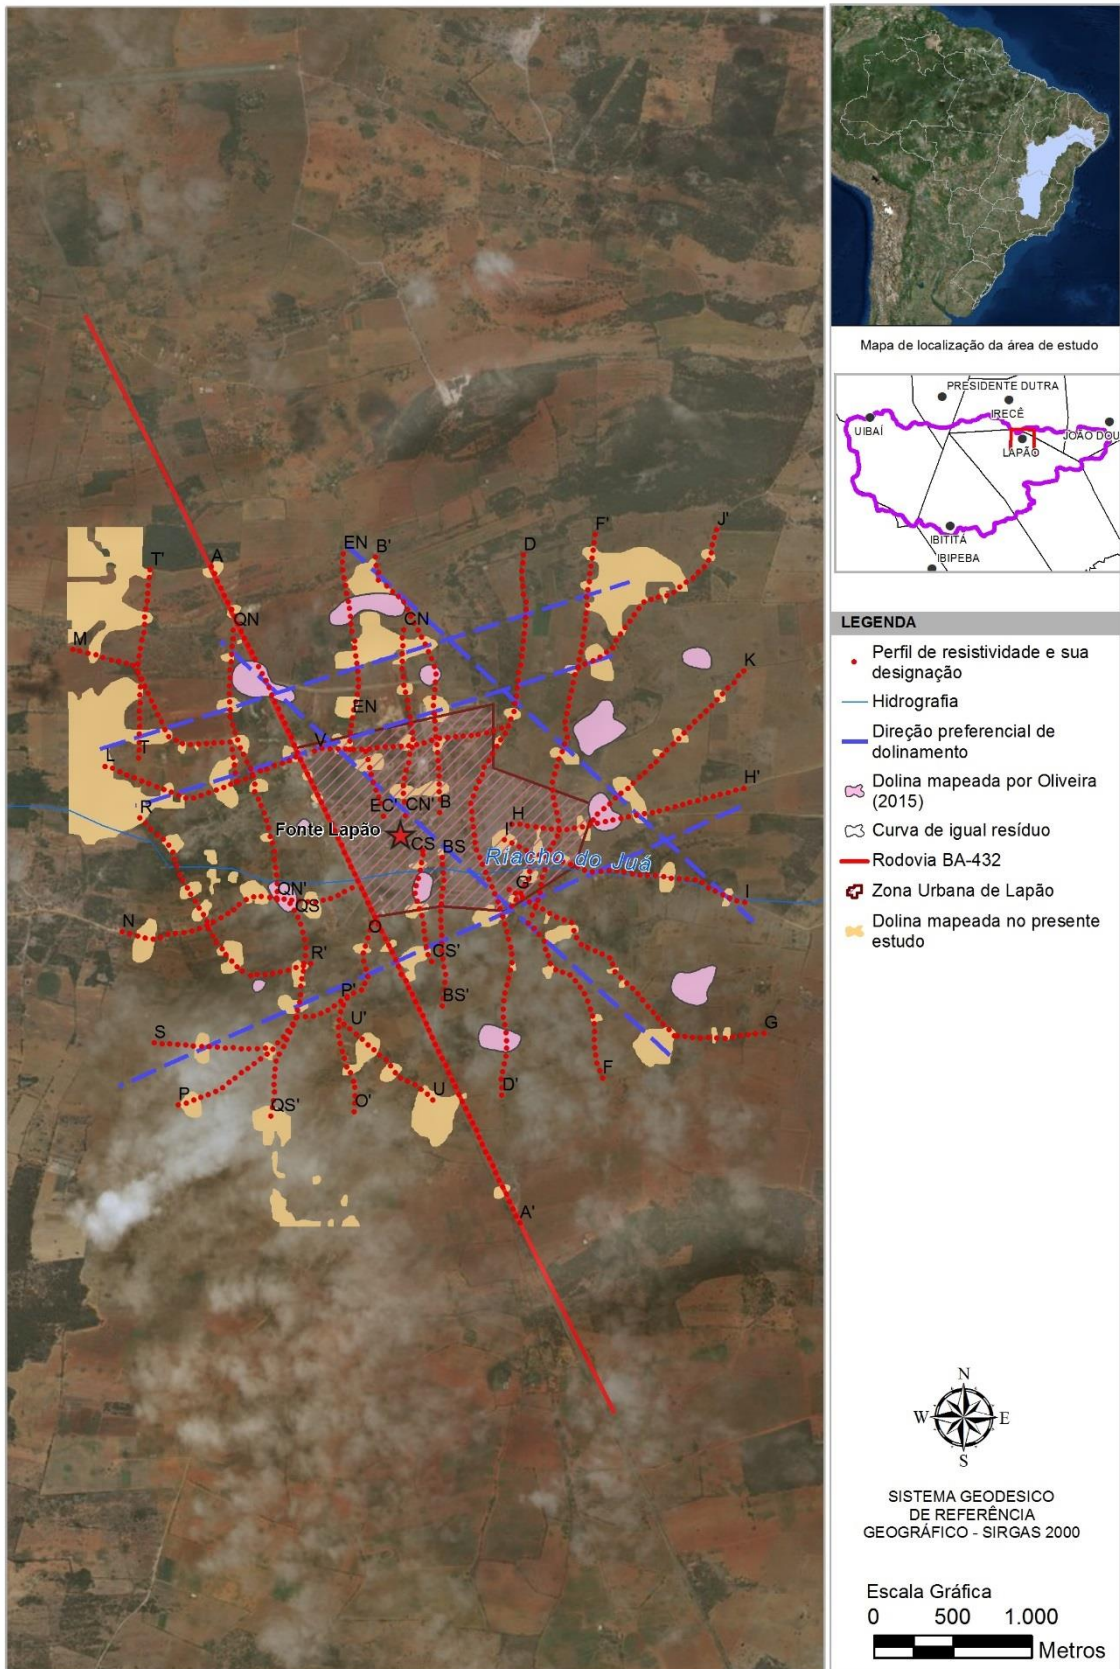 T'
A
EN
B'
F'
D
J'
QN
CN
M
K
EN
V
T
L
H'
R
EC'
CN'
B
H
Fonte Lapão
CS
BS
I'
Riacho do Juá
QN'
QS
G'
I
N
O
R'
CS'
P'
BS'
S
U'
G
P
QS'
O'
U
D'
F
A'
Mapa de localização da área de estudo
PRESIDENTE DUTRA
IRECÊ
UIBAÍ
JOÃO DOU
LAPÃO
IBITITÁ
IBIPEBA
LEGENDA
Perfil de resistividade e sua
designação
Hidrografia
Direção preferencial de
dolinamento
Dolina mapeada por Oliveira
(2015)
Curva de igual resíduo
Rodovia BA-432
Zona Urbana de Lapão
Dolina mapeada no presente
estudo
N
W
E
S
SISTEMA GEODESICO
DE REFERÊNCIA
GEOGRÁFICO - SIRGAS 2000
Escala Gráfica
0 500 1.000
Metros